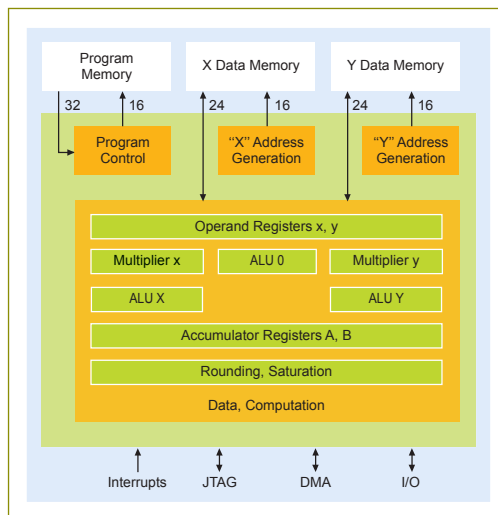 Program
Memory
X Data Memory
Y Data Memory
32
16
24
16
24
16
Program
Control
“X” Address
Generation
“Y” Address
Generation
Operand Registers x, y
Multiplier x
ALU 0
Multiplier y
ALU X
ALU Y
Accumulator Registers A, B
Rounding, Saturation
Data, Computation
Interrupts
JTAG
DMA
I/O